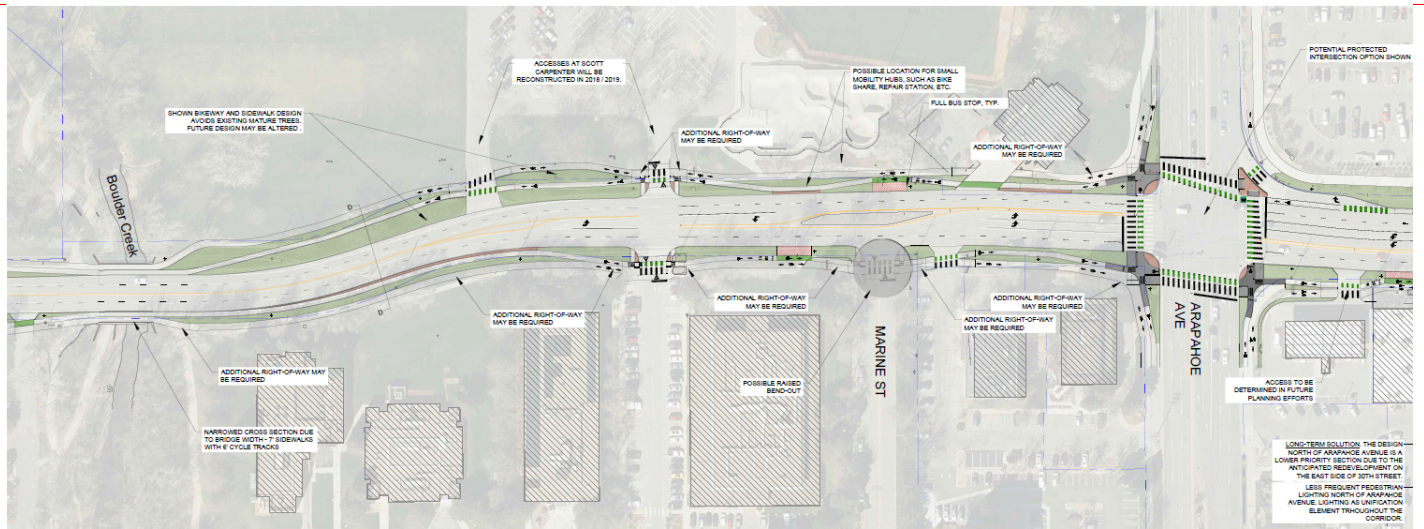 POTENTIAL PROTECTED
INTERSECTION OPTION SHOWN
ACCESSES AT SCOTT
CARPENTER WILL BE
RECONSTRUCTED IN 2018 / 2019.
POSSIBLE LOCATION FOR SMALL
MOBILITY HUBS, SUCH AS BIKE
SHARE, REPAIR STATION, ETC.
FULL BUS STOP, TYP.
SHOWN BIKEWAY AND SIDEWALK DESIGN
AVOIDS EXISTING MATURE TREES.
FUTURE DESIGN MAY BE ALTERED .
ADDITIONAL RIGHT-OF-WAY
MAY BE REQUIRED
ADDITIONAL RIGHT-OF-WAY
MAY BE REQUIRED
Boulder Creek
ADDITIONAL RIGHT-OF-WAY
MAY BE REQUIRED
ADDITIONAL RIGHT-OF-WAY
MAY BE REQUIRED
ADDITIONAL RIGHT-OF-WAY
MAY BE REQUIRED
ADDITIONAL RIGHT-OF-WAY
MAY BE REQUIRED
MARINE ST
ARAPAHOE
AVE
ADDITIONAL RIGHT-OF-WAY MAY
BE REQUIRED
POSSIBLE RAISED
BEND-OUT
ACCESS TO BE
DETERMINED IN FUTURE
PLANNING EFFORTS
NARROWED CROSS SECTION DUE
TO BRIDGE WIDTH - 7' SIDEWALKS
WITH 6' CYCLE TRACKS
LONG-TERM SOLUTION: THE DESIGN
NORTH OF ARAPAHOE AVENUE IS A
LOWER PRIORITY SECTION DUE TO THE
ANTICIPATED REDEVELOPMENT ON
THE EAST SIDE OF 30TH STREET.
LESS FREQUENT PEDESTRIAN
LIGHTING NORTH OF ARAPAHOE
AVENUE. LIGHTING AS UNIFICATION
ELEMENT TRHOUGHOUT THE
CORRIDOR.